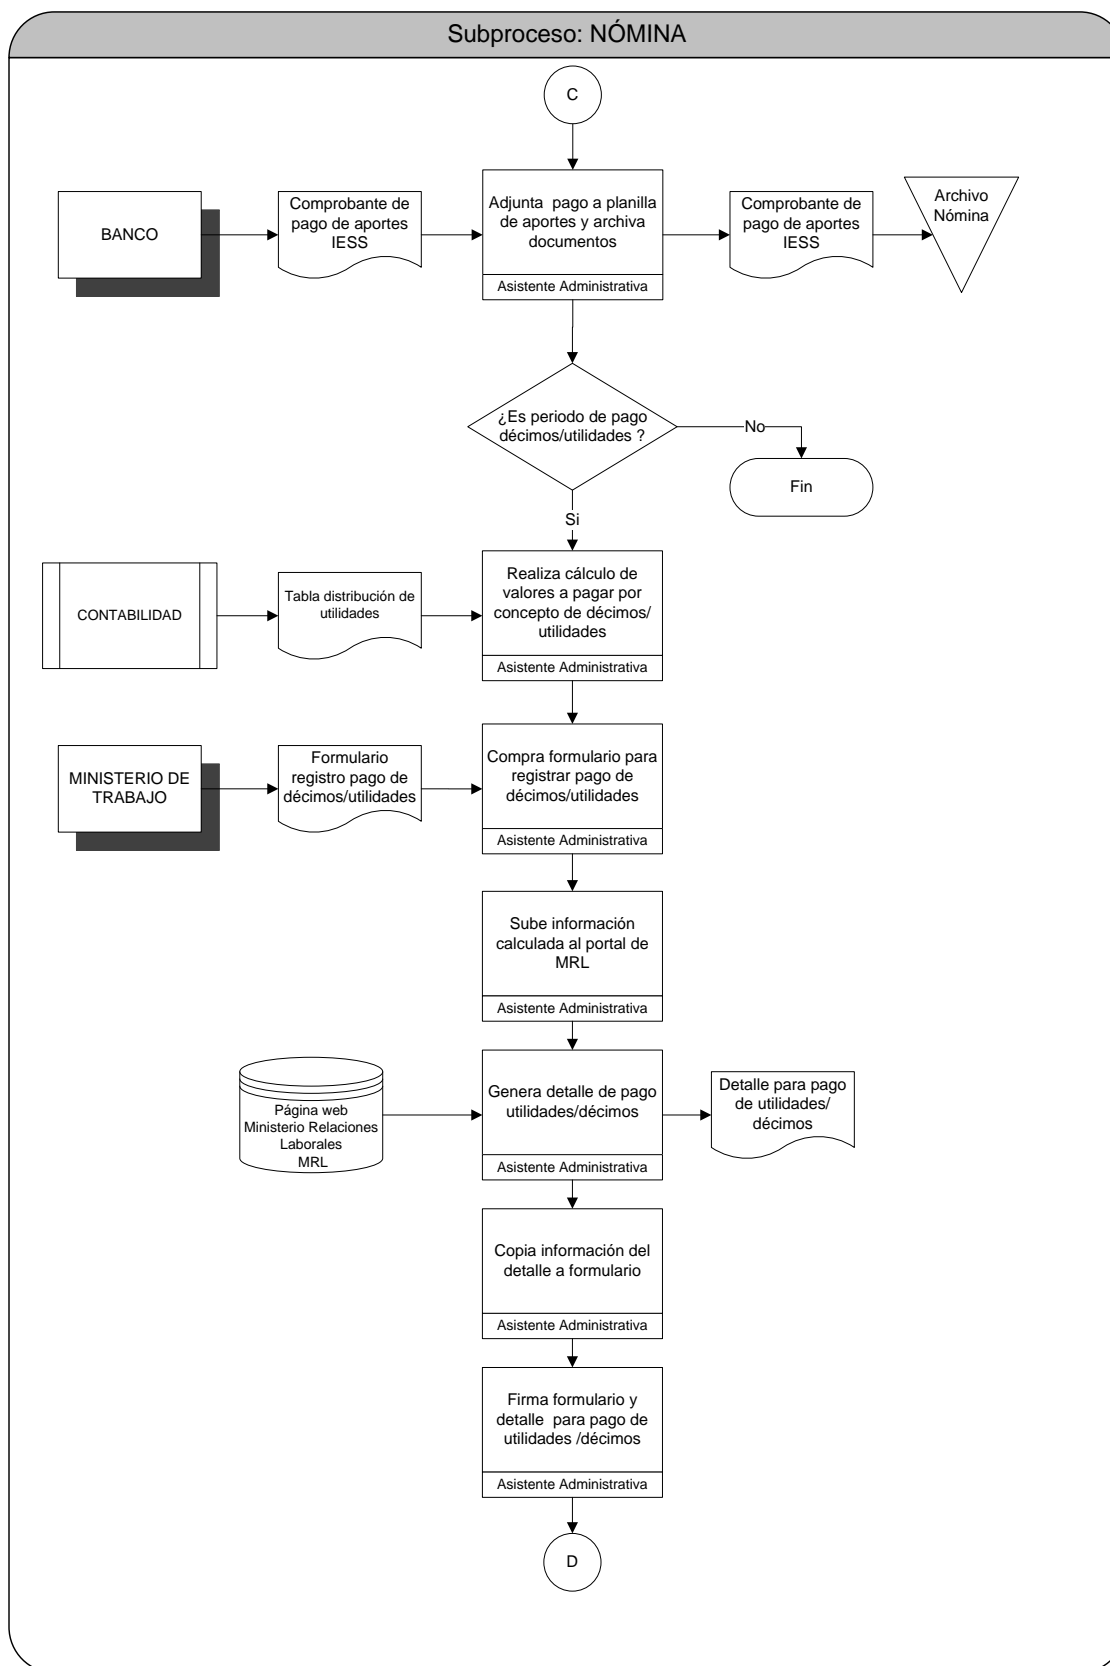 Subproceso: NÓMINA
C
BANCO
Comprobante de
pago de aportes
IESS
Adjunta pago a planilla
de aportes y archiva
documentos
Asistente Administrativa
Comprobante de
pago de aportes
IESS
Archivo
Nómina
¿Es periodo de pago
décimos/utilidades ?
No
Fin
Si
CONTABILIDAD
Tabla distribución de
utilidades
Realiza cálculo de
valores a pagar por
concepto de décimos/
utilidades
Asistente Administrativa
MINISTERIO DE
TRABAJO
Formulario
registro pago de
décimos/utilidades
Compra formulario para
registrar pago de
décimos/utilidades
Asistente Administrativa
Sube información
calculada al portal de
MRL
Asistente Administrativa
Página web
Ministerio Relaciones
Laborales
MRL
Genera detalle de pago
utilidades/décimos
Asistente Administrativa
Detalle para pago
de utilidades/
décimos
Copia información del
detalle a formulario
Asistente Administrativa
Firma formulario y
detalle para pago de
utilidades /décimos
Asistente Administrativa
D